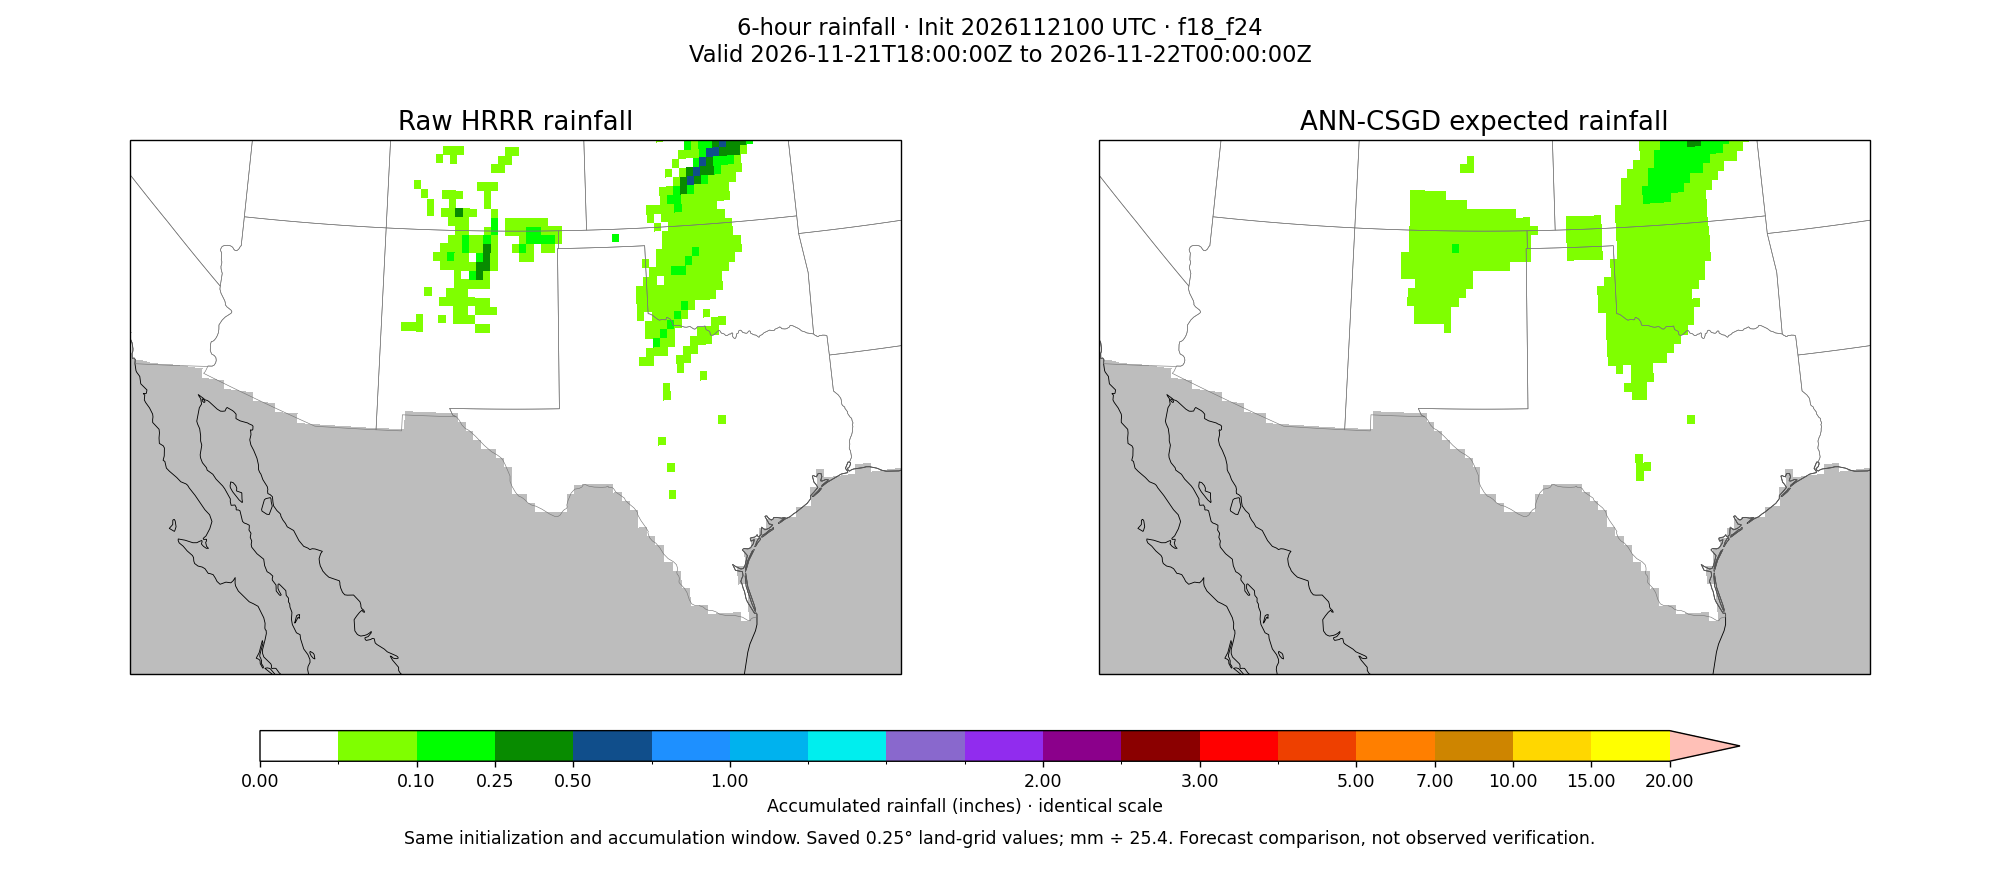 6-hour rainfall · Init 2026112100 UTC · f18_f24
Valid 2026-11-21T18:00:00Z to 2026-11-22T00:00:00Z
Raw HRRR rainfall
ANN-CSGD expected rainfall
0.00 0.10 0.25 0.50 1.00 2.00 3.00 5.00 7.00 10.00 15.00 20.00
Accumulated rainfall (inches) · identical scale
Same initialization and accumulation window. Saved 0.25° land-grid values; mm ÷ 25.4. Forecast comparison, not observed verification.